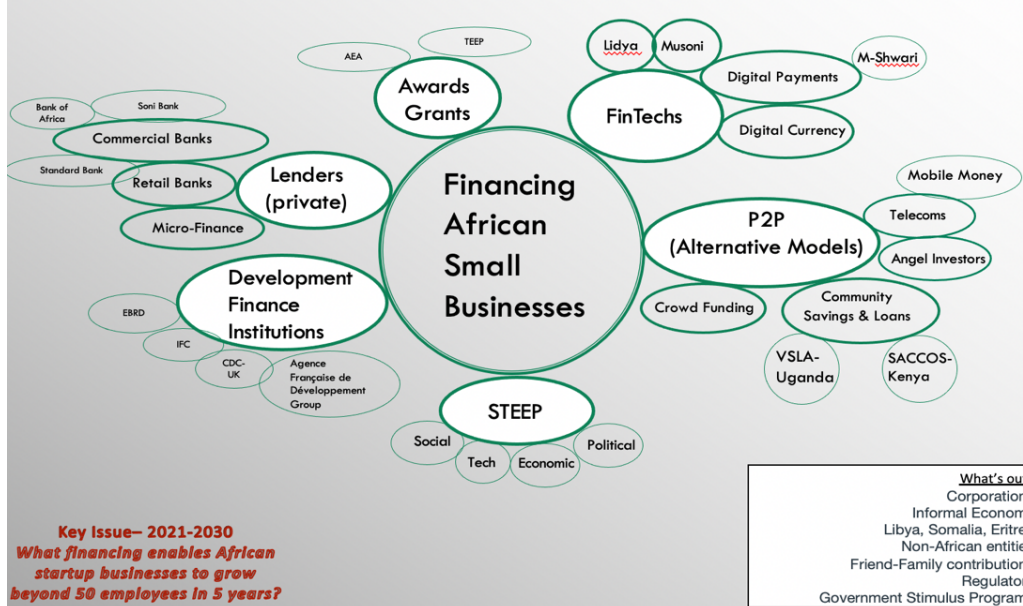 TEEP
AEA
Awards
Grants
Lidya
Musoni
M-Shwari
Digital Payments
FinTechs
Digital Currency
Bank of
Africa
Soni Bank
Commercial Banks
Standard Bank
Retail Banks
Micro-Finance
Lenders
(private)
Financing
African
Small
Businesses
Mobile Money
Telecoms
P2P
(Alternative Models)
Angel Investors
Crowd Funding
Community
Savings & Loans
VSLA-
Uganda
SACCOS-
Kenya
Development
Finance
Institutions
EBRD
IFC
CDC-
UK
Agence
Française de
Développement
Group
STEEP
Social
Tech
Economic
Political
What's ou
Corporation
Informal Econom
Libya, Somalia, Eritre
Non-African entitie
Friend-Family contribution
Regulator
Government Stimulus Program
Key Issue– 2021-2030
What financing enables African
startup businesses to grow
beyond 50 employees in 5 years?